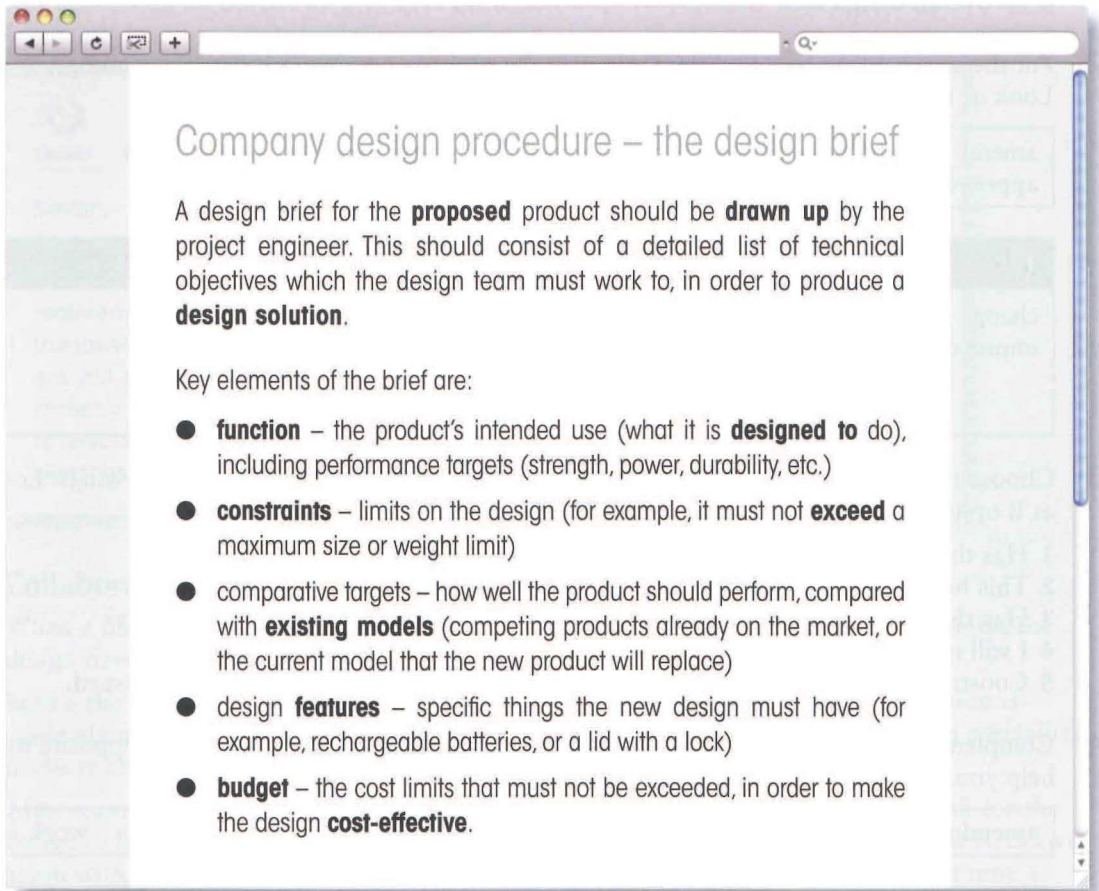 Company design procedure – the design brief
A design brief for the proposed product should be drawn up by the
project engineer. This should consist of a detailed list of technical
objectives which the design team must work to, in order to produce a
design solution.
Key elements of the brief are:
● function – the product's intended use (what it is designed to do),
including performance targets (strength, power, durability, etc.)
● constraints – limits on the design (for example, it must not exceed a
maximum size or weight limit)
● comparative targets – how well the product should perform, compared
with existing models (competing products already on the market, or
the current model that the new product will replace)
● design features – specific things the new design must have (for
example, rechargeable batteries, or a lid with a lock)
● budget – the cost limits that must not be exceeded, in order to make
the design cost-effective.